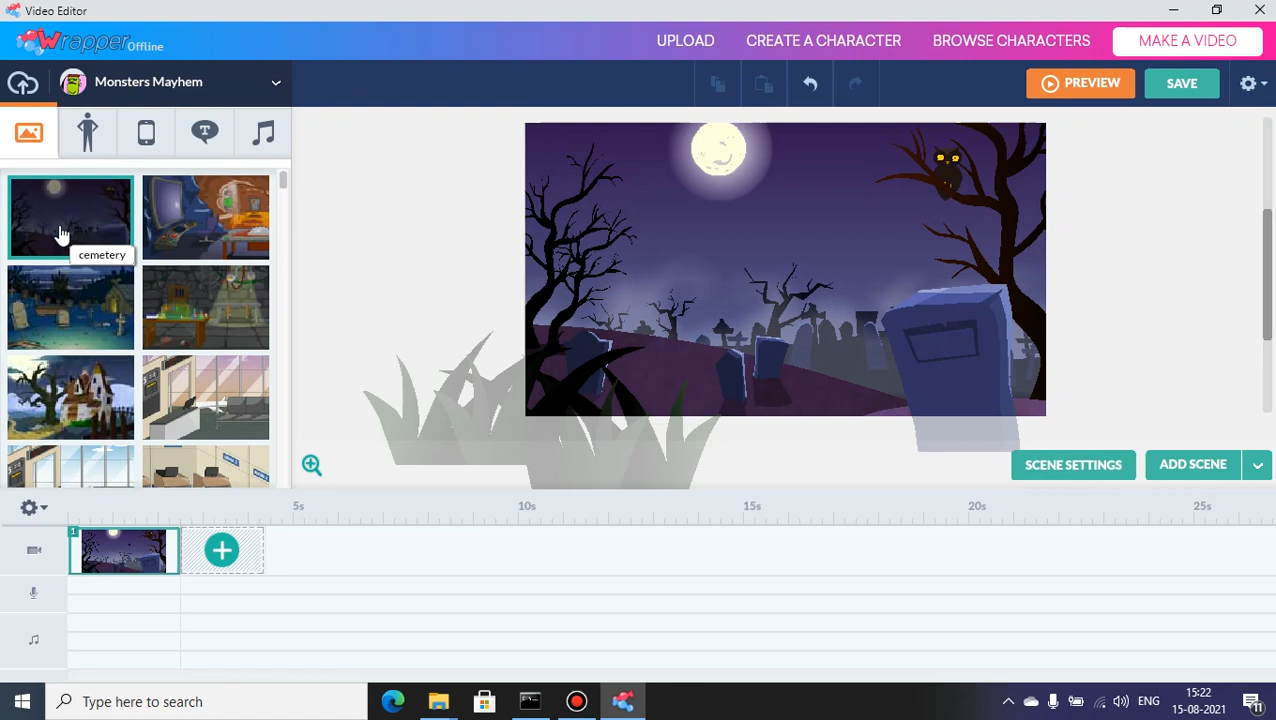 Video Editor
Wrapper Offline
UPLOAD CREATE A CHARACTER BROWSE CHARACTERS MAKE A VIDEO
Monsters Mayhem
PREVIEW SAVE
T
cemetery
SCENE SETTINGS ADD SCENE
5s 10s 15s 20s 25s
1
Type here to search
ENG
15:22
15-08-2021
11